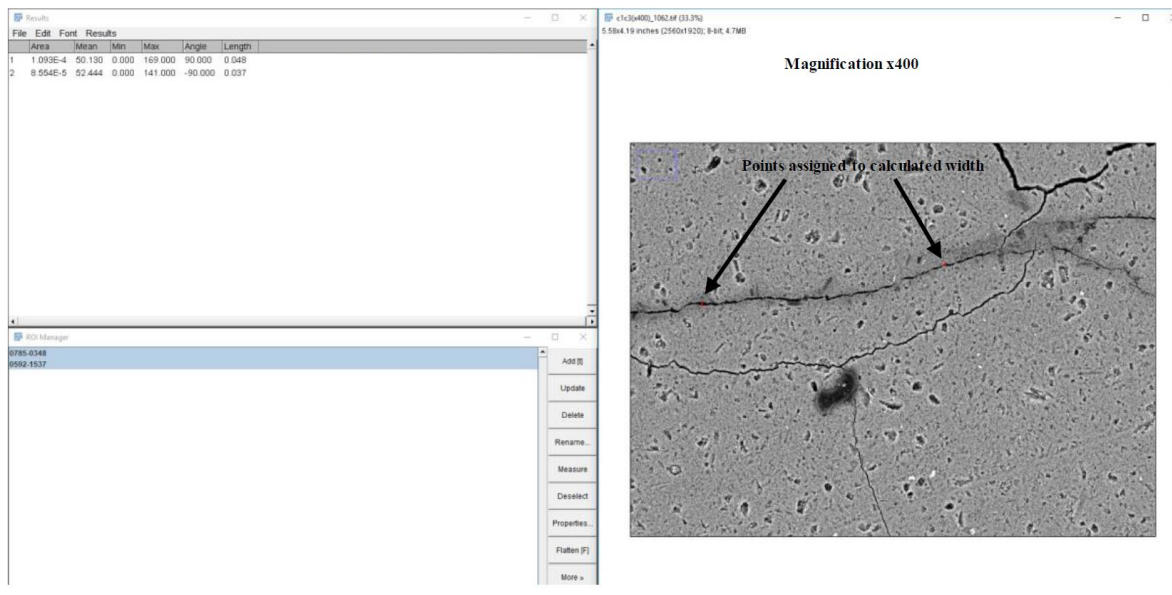 Results
File Edit Font Results
Area Mean Min Max Angle Length
1 1.093E-4 50.130 0.000 169.000 90.000 0.048
2 8.554E-5 52.444 0.000 141.000 -90.000 0.037
ROI Manager
0785-0348
0592-1537
Add [t]
Update
Delete
Rename...
Measure
Deselect
Properties...
Flatten [F]
More »
c1c3(x400)_1062.tif (33.3%)
5.58x4.19 inches (2560x1920); 8-bit; 4.7MB
Magnification x400
Points assigned to calculated width